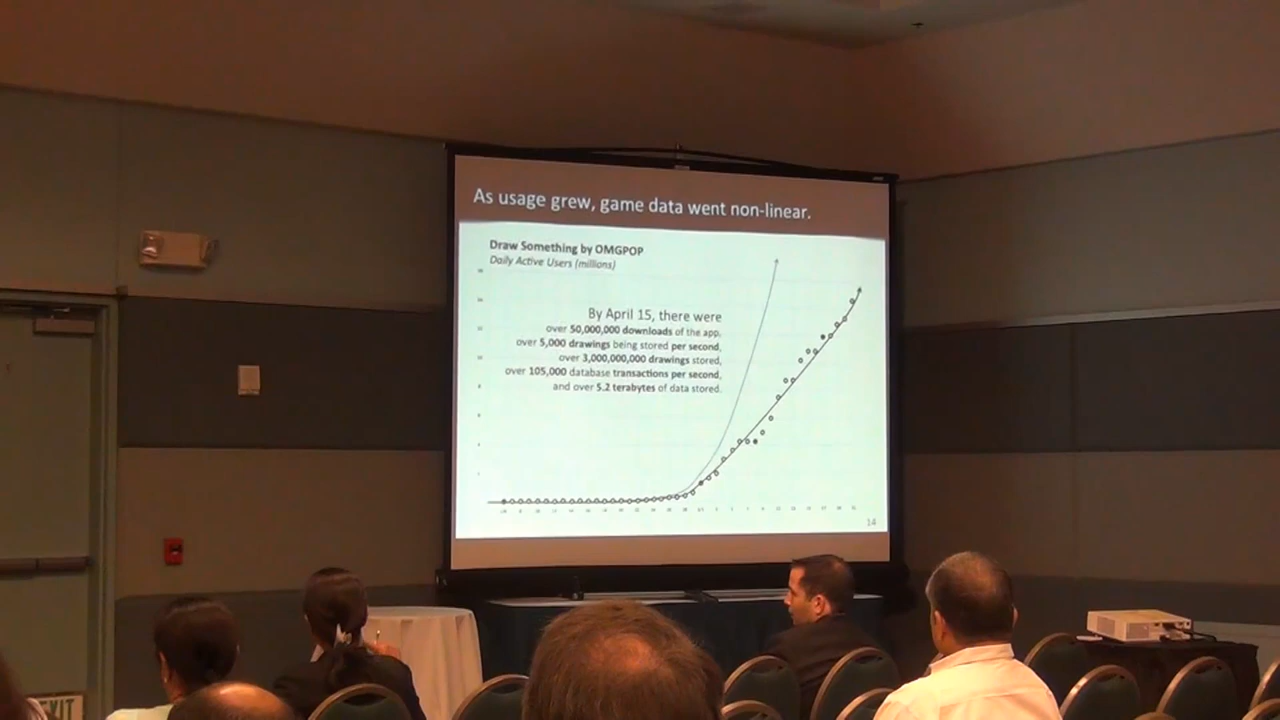 As usage grew, game data went non-linear.
Draw Something by OMGPOP
Daily Active Users (millions)
By April 15, there were
over 50,000,000 downloads of the app,
over 5,000 drawings being stored per second,
over 3,000,000,000 drawings stored,
over 105,000 database transactions per second,
and over 5.2 terabytes of data stored.
14
EXIT